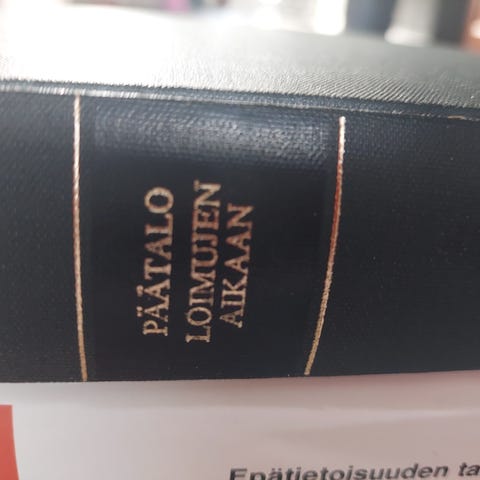 PÄÄTALO
LOIMUJEN
AIKAAN
Epätietoisuuden